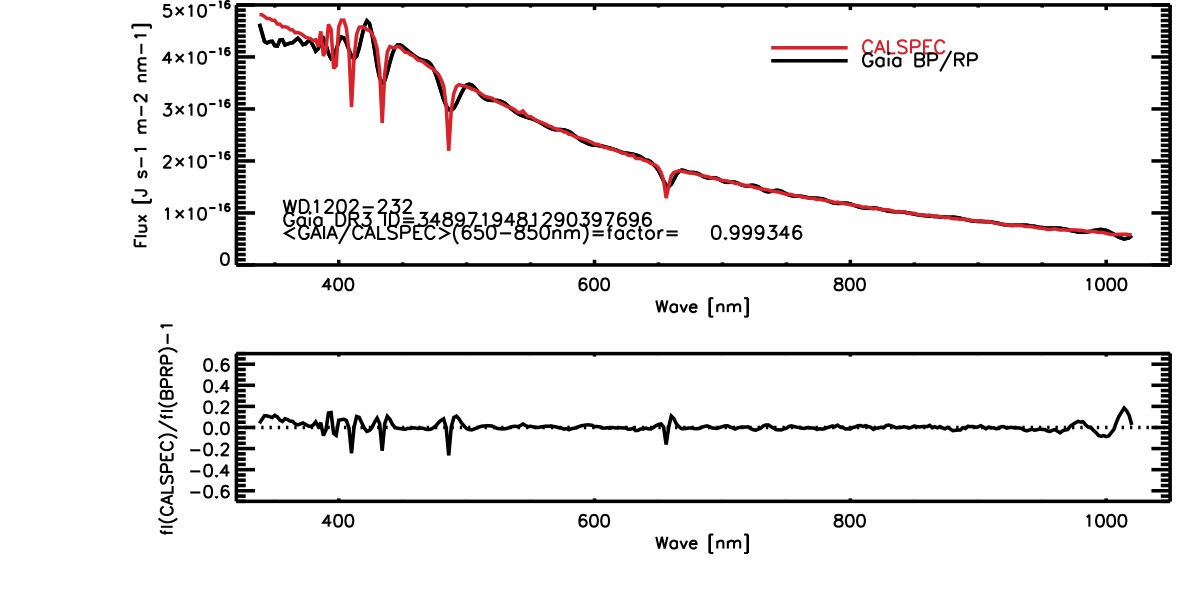 5×10⁻¹⁶
4×10⁻¹⁶
3×10⁻¹⁶
2×10⁻¹⁶
1×10⁻¹⁶
0
Flux [J s−1 m−2 nm−1]
CALSPEC
Gaia BP/RP
WD1202−232
Gaia DR3 ID=3489719481290397696
<GAIA/CALSPEC>(650−850nm)=factor= 0.999346
400 600 800 1000
Wave [nm]
fl(CALSPEC)/fl(BPRP)−1
0.6
0.4
0.2
0.0
−0.2
−0.4
−0.6
400 600 800 1000
Wave [nm]